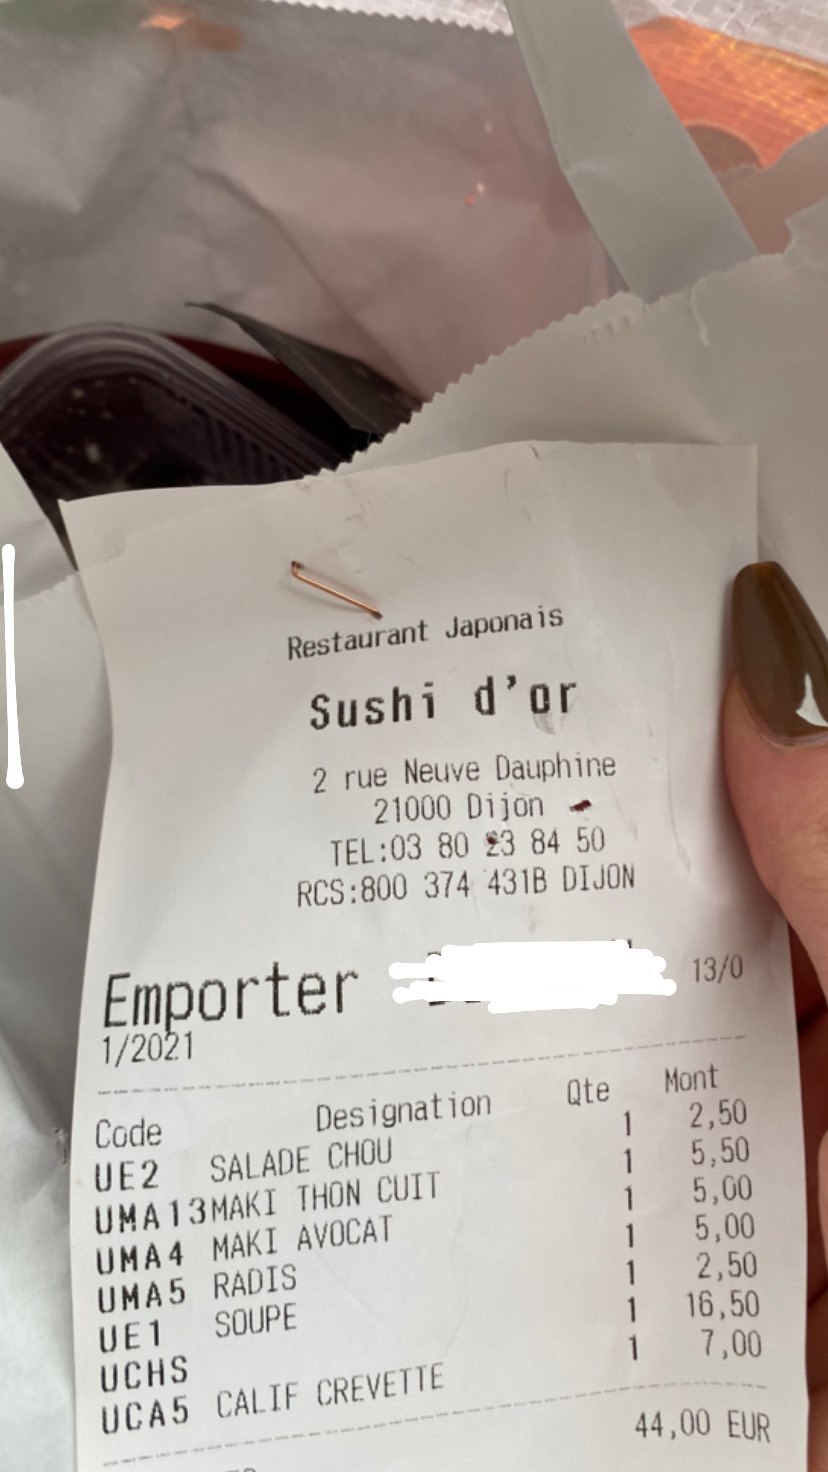 Restaurant Japonais
Sushi d'or
2 rue Neuve Dauphine
21000 Dijon
TEL:03 80 23 84 50
RCS:800 374 431B DIJON
Emporter 13/0
1/2021
Code Designation Qte Mont
UE2 SALADE CHOU 1 2,50
UMA13MAKI THON CUIT 1 5,50
UMA4 MAKI AVOCAT 1 5,00
UMA5 RADIS 1 5,00
UE1 SOUPE 1 2,50
UCHS 1 16,50
UCA5 CALIF CREVETTE 1 7,00
44,00 EUR